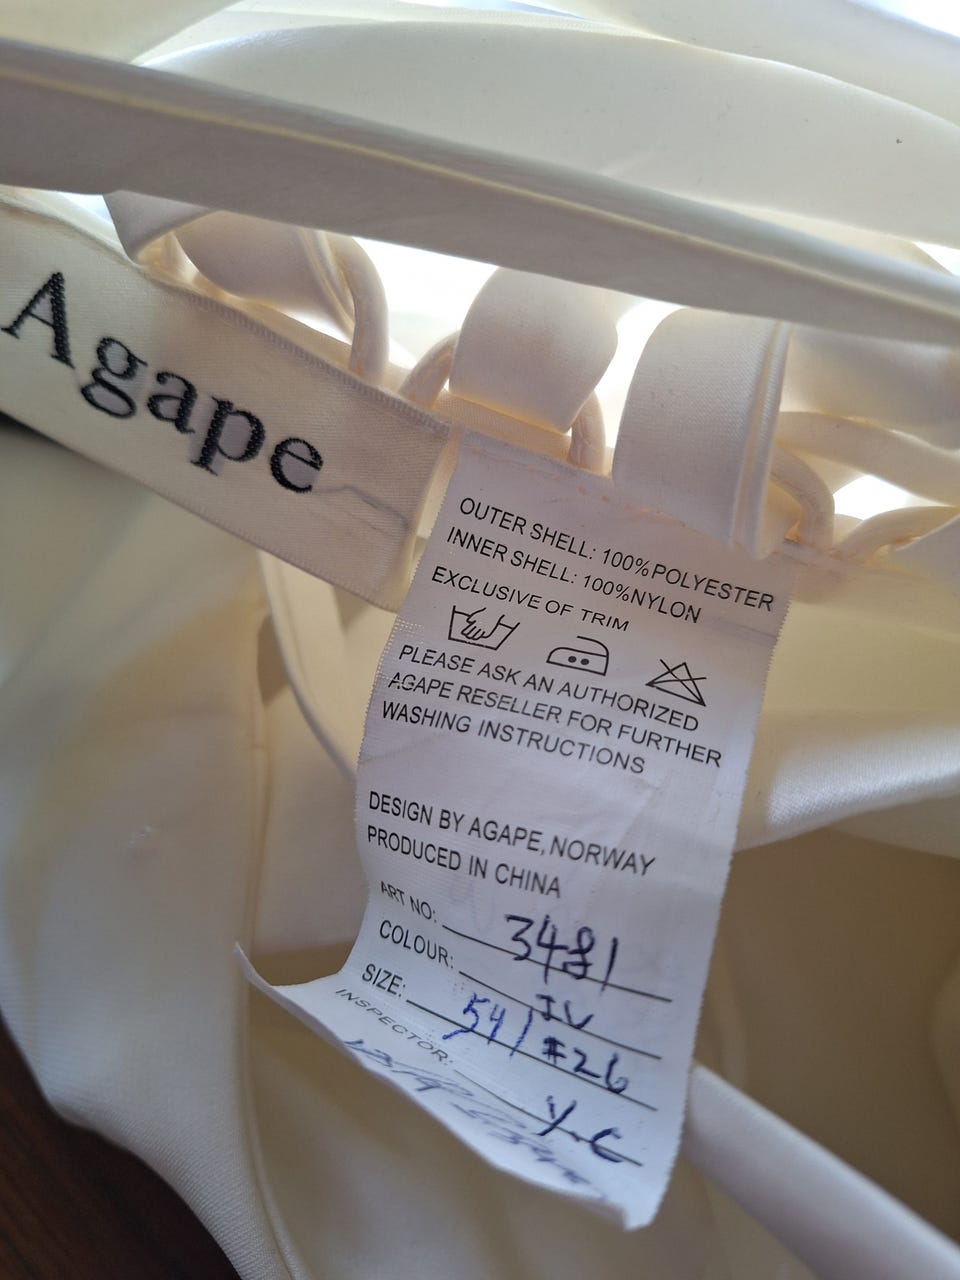 Agape
OUTER SHELL: 100% POLYESTER
INNER SHELL: 100%NYLON
EXCLUSIVE OF TRIM
PLEASE ASK AN AUTHORIZED
AGAPE RESELLER FOR FURTHER
WASHING INSTRUCTIONS
DESIGN BY AGAPE, NORWAY
PRODUCED IN CHINA
ART NO: 3481
COLOUR: IV
SIZE: 541 #26
INSPECTOR: Y.C